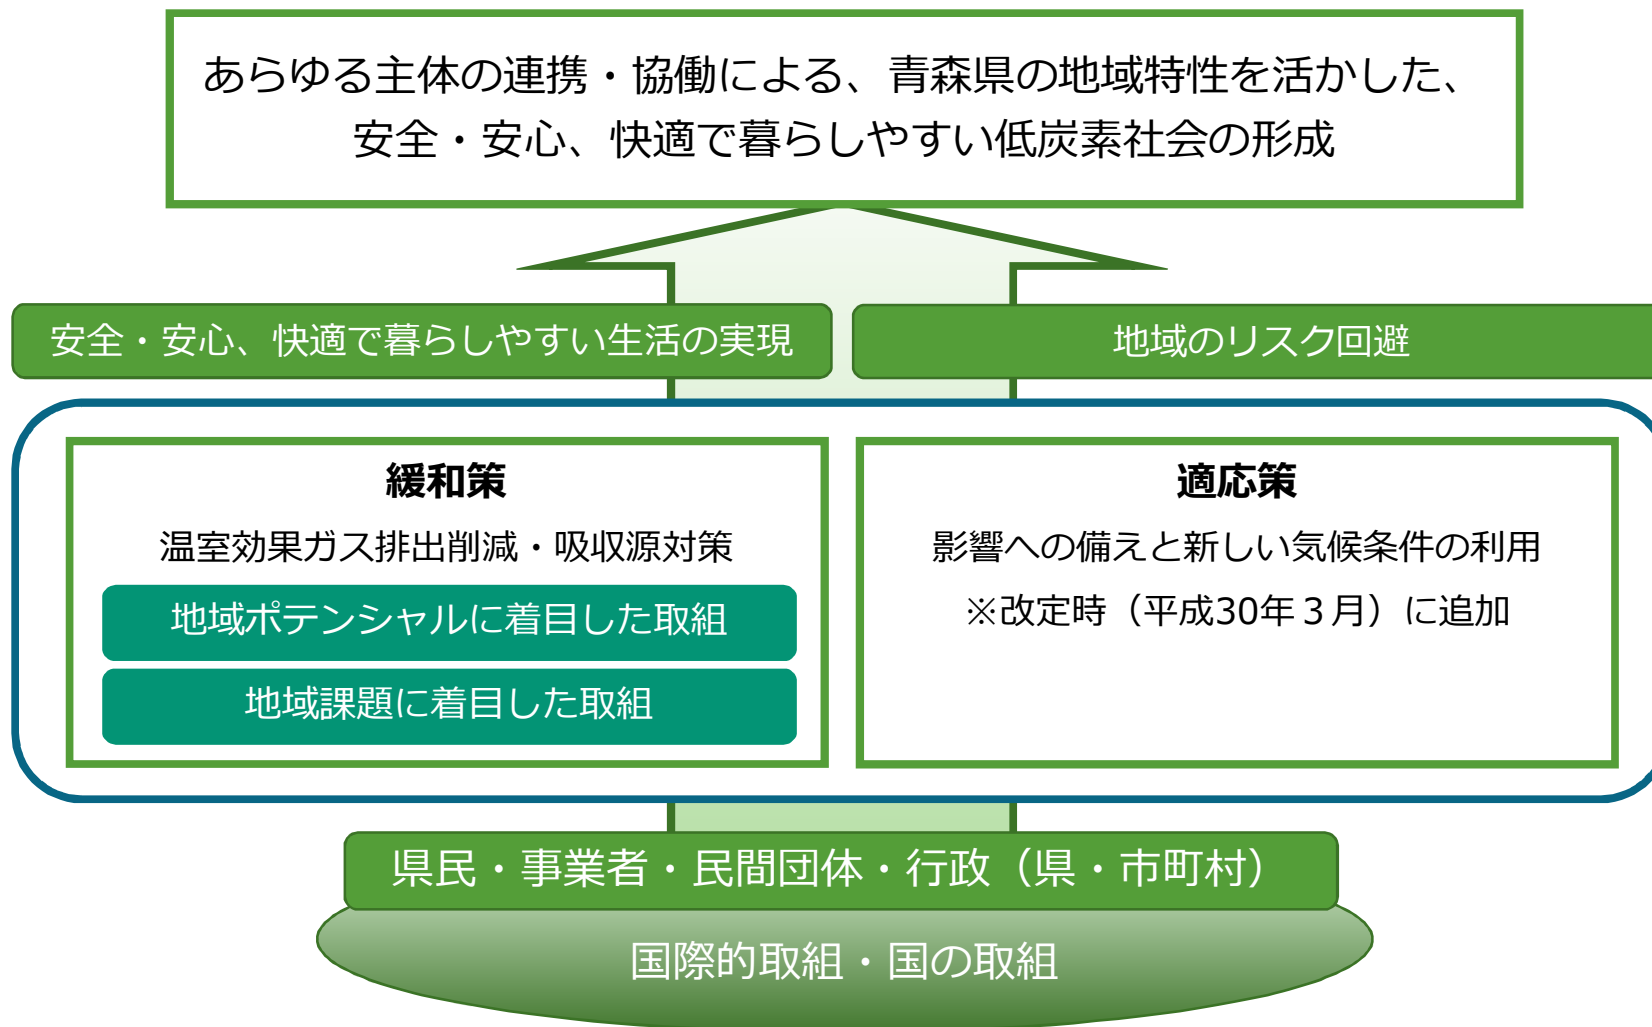 あらゆる主体の連携・協働による、青森県の地域特性を活かした、
安全・安心、快適で暮らしやすい低炭素社会の形成
安全・安心、快適で暮らしやすい生活の実現
地域のリスク回避
緩和策
温室効果ガス排出削減・吸収源対策
地域ポテンシャルに着目した取組
地域課題に着目した取組
適応策
影響への備えと新しい気候条件の利用
※改定時（平成30年３月）に追加
県民・事業者・民間団体・行政（県・市町村）
国際的取組・国の取組